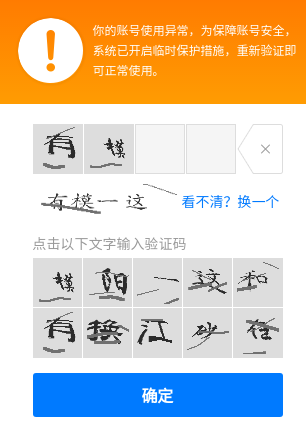 你的账号使用异常，为保障账号安全，
系统已开启临时保护措施，重新验证即
可正常使用。
有 模
有模一这 看不清？换一个
点击以下文字输入验证码
模 阳 一 这 和
有 换 江 砂 在
确定